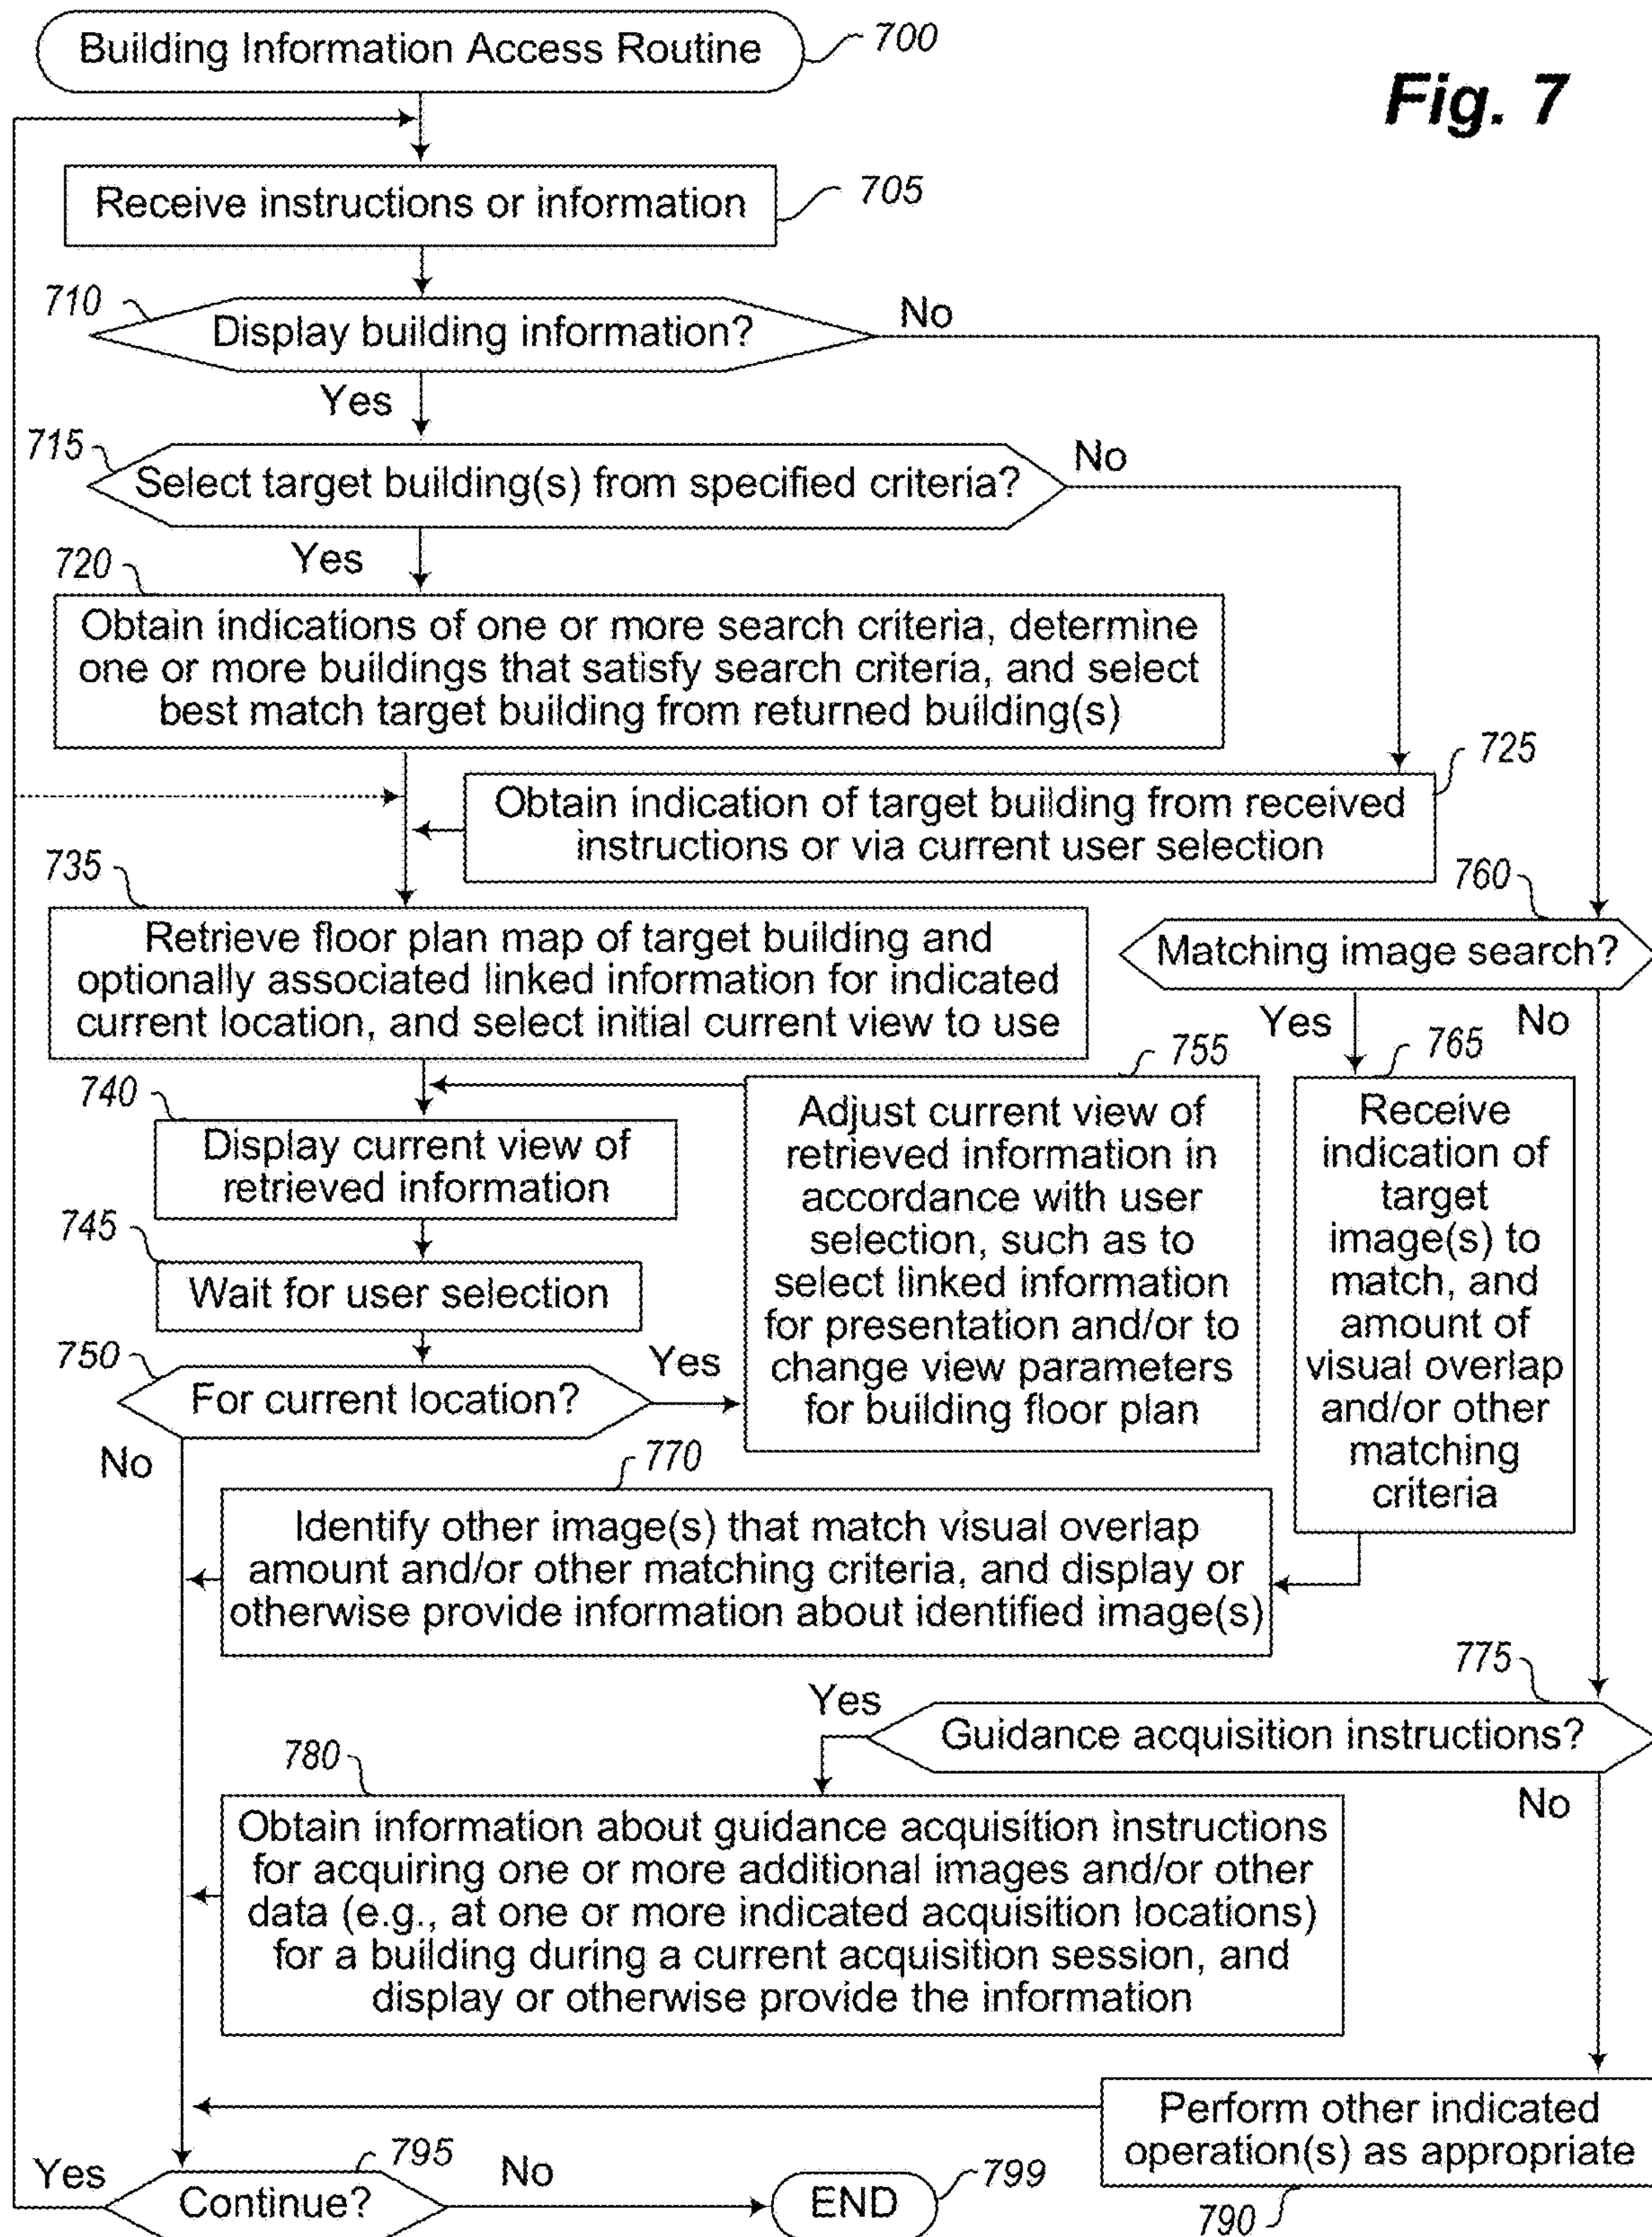 Building Information Access Routine
700
Fig. 7
Receive instructions or information
705
710
Display building information?
No
Yes
715
Select target building(s) from specified criteria?
No
Yes
720
Obtain indications of one or more search criteria, determine
one or more buildings that satisfy search criteria, and select
best match target building from returned building(s)
725
Obtain indication of target building from received
instructions or via current user selection
735
Retrieve floor plan map of target building and
optionally associated linked information for indicated
current location, and select initial current view to use
760
Matching image search?
Yes
No
740
Display current view of
retrieved information
745
Wait for user selection
750
For current location?
Yes
No
755
Adjust current view of
retrieved information in
accordance with user
selection, such as to
select linked information
for presentation and/or to
change view parameters
for building floor plan
765
Receive
indication of
target
image(s) to
match, and
amount of
visual overlap
and/or other
matching
criteria
770
Identify other image(s) that match visual overlap
amount and/or other matching criteria, and display or
otherwise provide information about identified image(s)
775
Guidance acquisition instructions?
Yes
No
780
Obtain information about guidance acquisition instructions
for acquiring one or more additional images and/or other
data (e.g., at one or more indicated acquisition locations)
for a building during a current acquisition session, and
display or otherwise provide the information
Perform other indicated
operation(s) as appropriate
790
795
Continue?
Yes
No
END
799